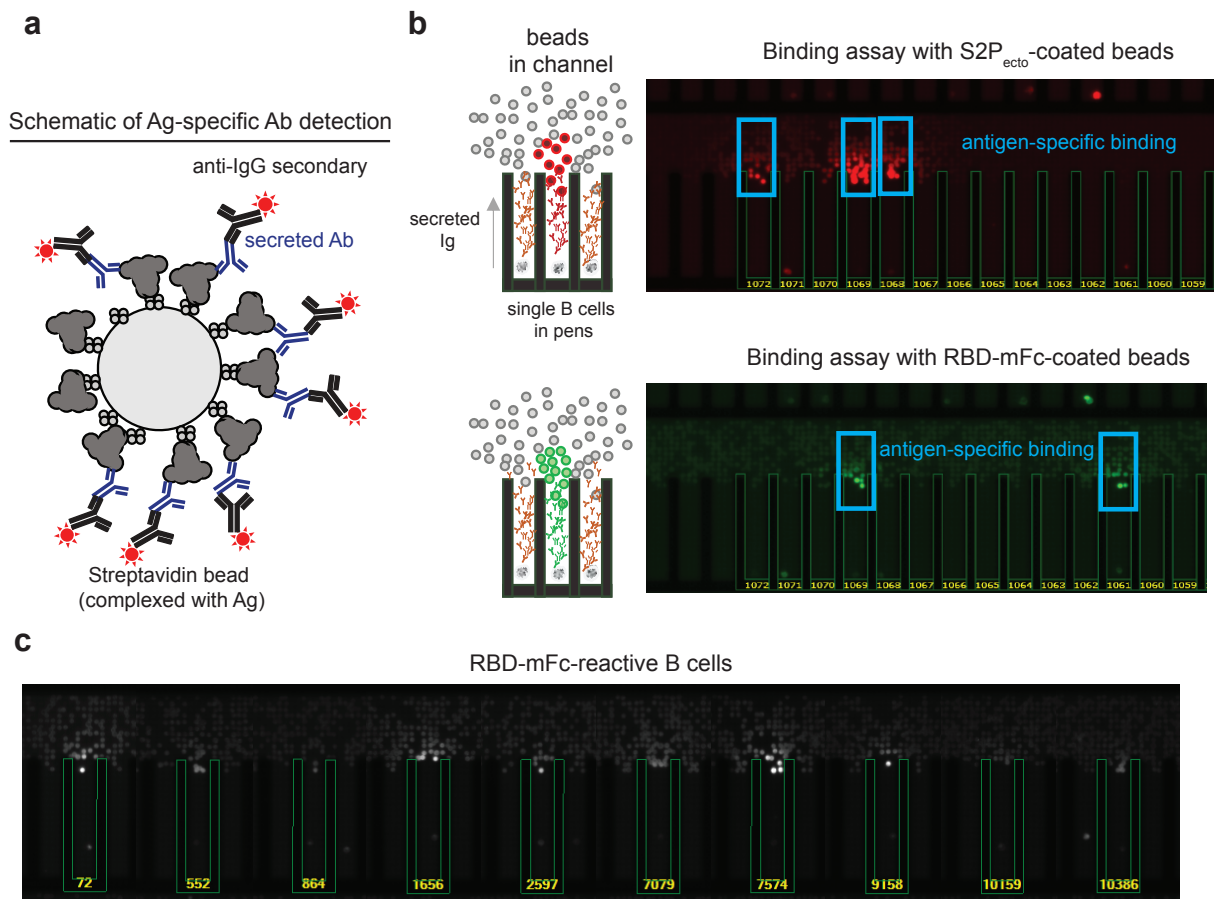 a
Schematic of Ag-specific Ab detection
anti-IgG secondary
secreted Ab
Streptavidin bead
(complexed with Ag)
b
beads
in channel
secreted
Ig
single B cells
in pens
Binding assay with S2Pecto-coated beads
antigen-specific binding
1072 1071 1070 1069 1068 1067 1066 1065 1064 1063 1062 1061 1060 1059
Binding assay with RBD-mFc-coated beads
antigen-specific binding
1072 1071 1070 1069 1068 1067 1066 1065 1064 1063 1062 1061 1060 1059
c
RBD-mFc-reactive B cells
72 552 864 1656 2597 7079 7574 9158 10159 10386